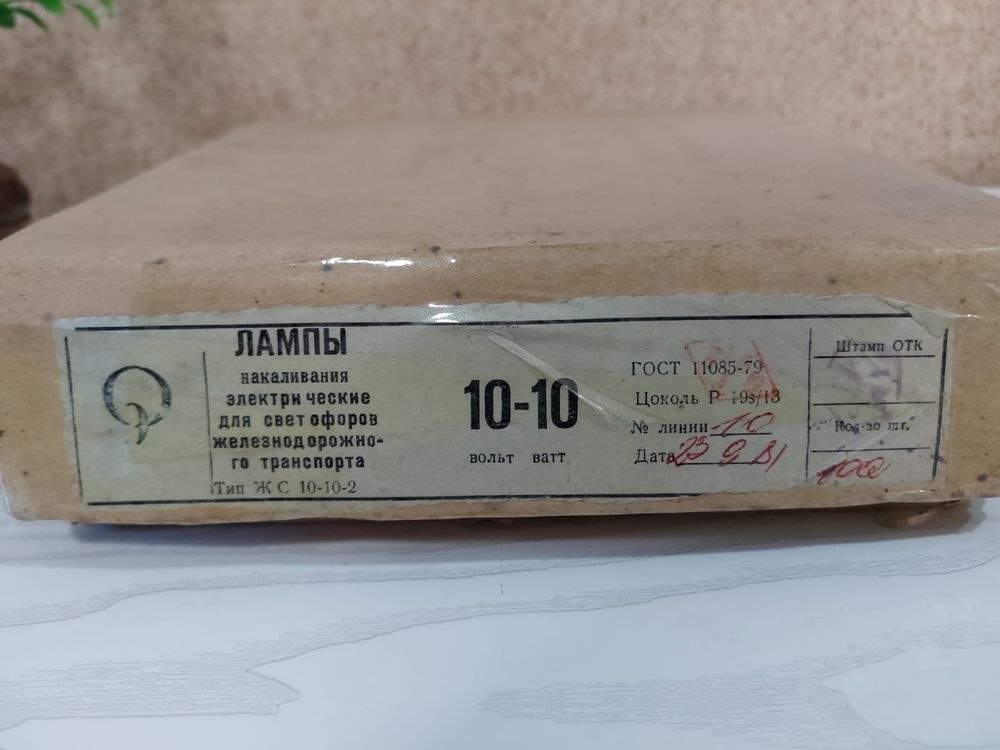 ЛАМПЫ
накаливания
электрические
для светофоров
железнодорожно-
го транспорта
Тип ЖС 10-10-2
10-10
вольт ватт
ГОСТ 11085-79
Цоколь Р 19s/13
№ линии 10
Дата 23 9 81
Штамп ОТК
Кол-во шт.
100